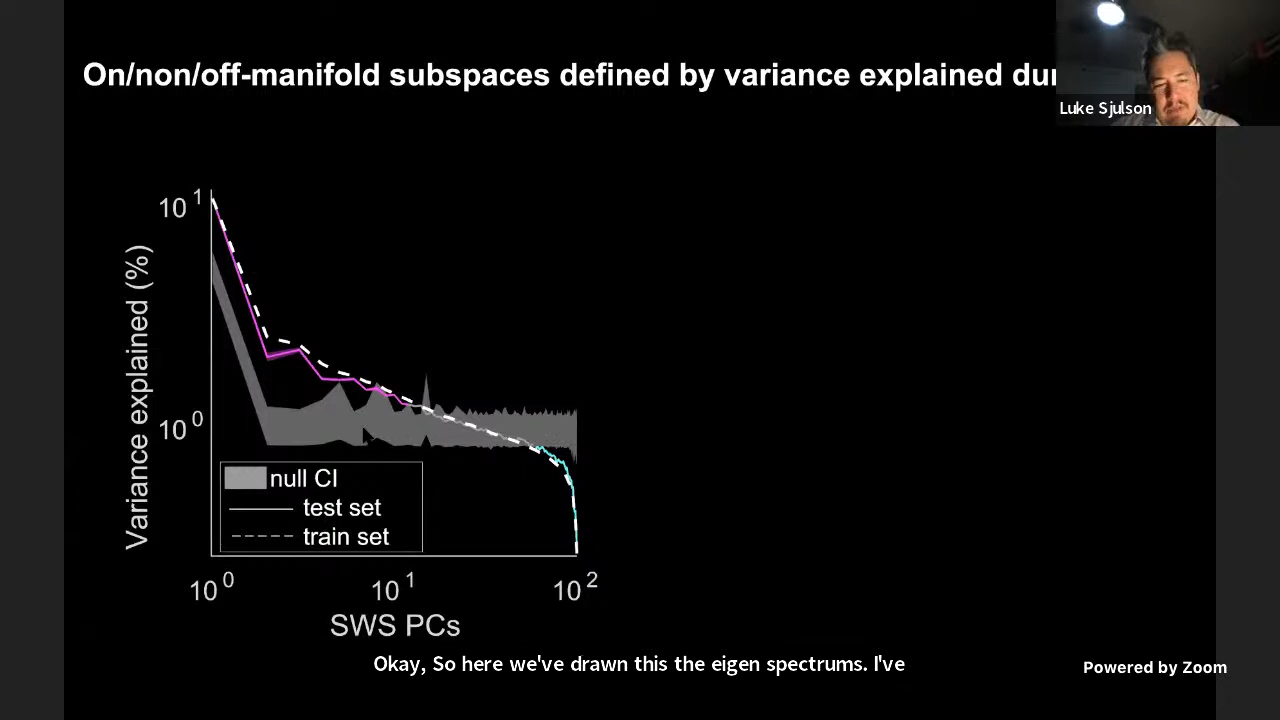 On/non/off-manifold subspaces defined by variance explained dur
Luke Sjulson
10 1
10 0
Variance explained (%)
null CI
test set
train set
10 0
10 1
10 2
SWS PCs
Okay, So here we've drawn this the eigen spectrums. I've
Powered by Zoom